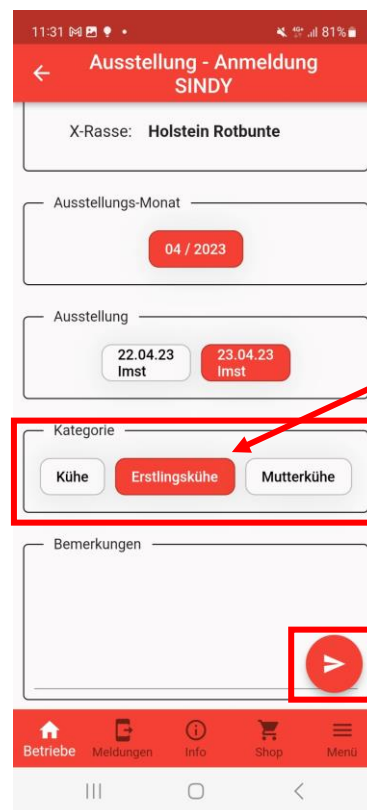 11:31
81%
Ausstellung - Anmeldung
SINDY
X-Rasse: Holstein Rotbunte
Ausstellungs-Monat
04 / 2023
Ausstellung
22.04.23 23.04.23
Imst Imst
Kategorie
Kühe Erstlingskühe Mutterkühe
Bemerkungen
Betriebe Meldungen Info Shop Menü